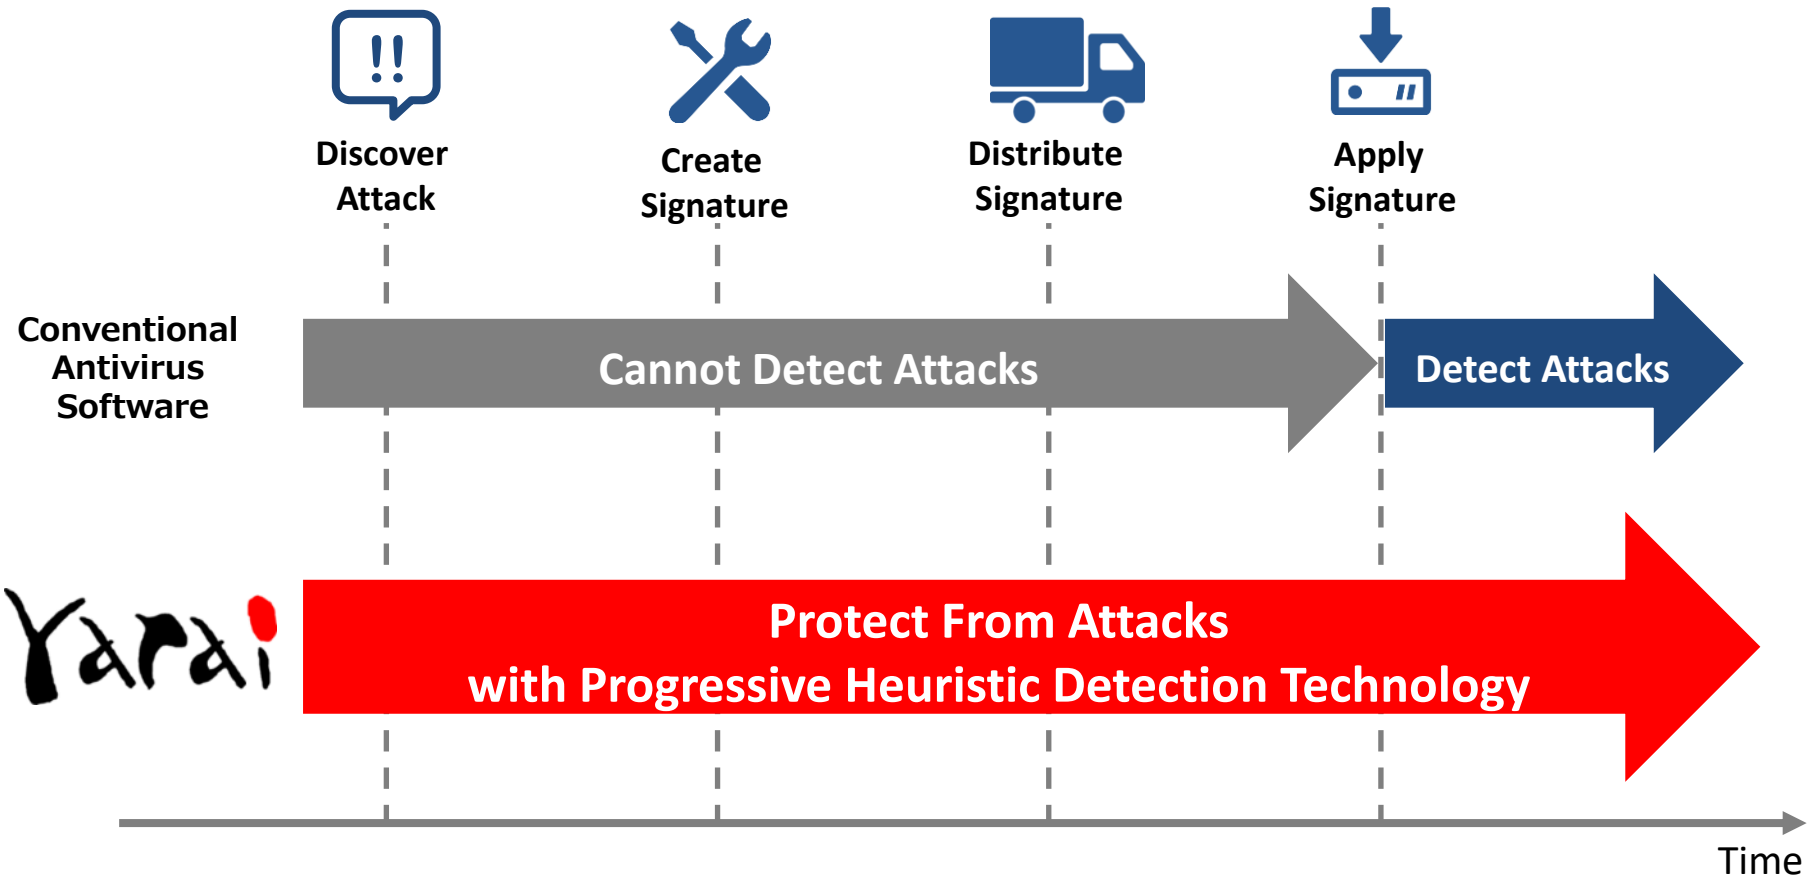 !!
Discover
Attack
Create
Signature
Distribute
Signature
Apply
Signature
Conventional
Antivirus
Software
Cannot Detect Attacks
Detect Attacks
Yarai
Protect From Attacks
with Progressive Heuristic Detection Technology
Time